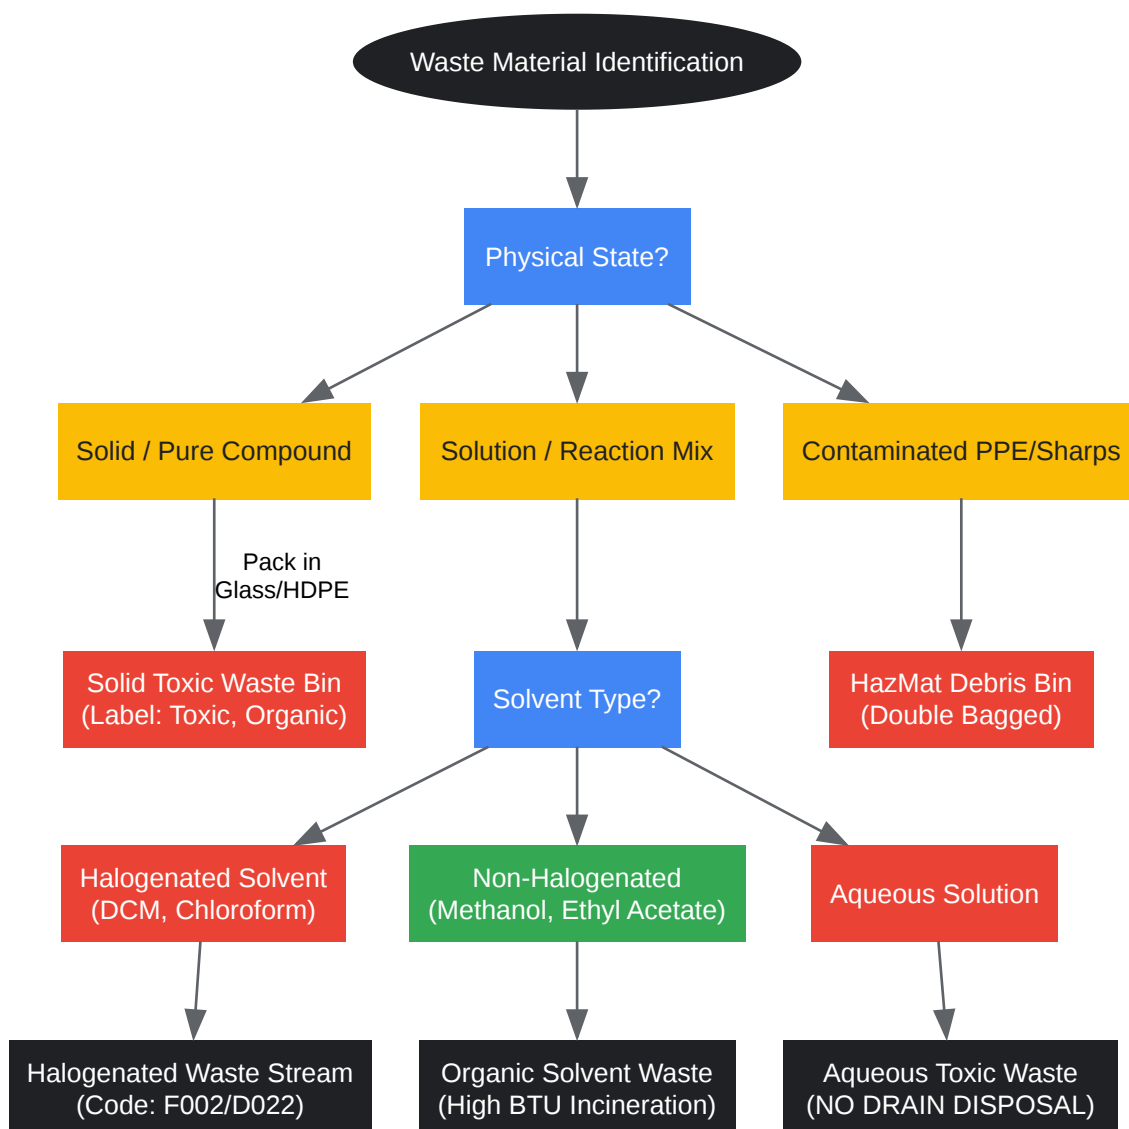 Waste Material Identification
Physical State?
Solid / Pure Compound
Solution / Reaction Mix
Contaminated PPE/Sharps
Pack in
Glass/HDPE
Solid Toxic Waste Bin
(Label: Toxic, Organic)
Solvent Type?
HazMat Debris Bin
(Double Bagged)
Halogenated Solvent
(DCM, Chloroform)
Non-Halogenated
(Methanol, Ethyl Acetate)
Aqueous Solution
Halogenated Waste Stream
(Code: F002/D022)
Organic Solvent Waste
(High BTU Incineration)
Aqueous Toxic Waste
(NO DRAIN DISPOSAL)